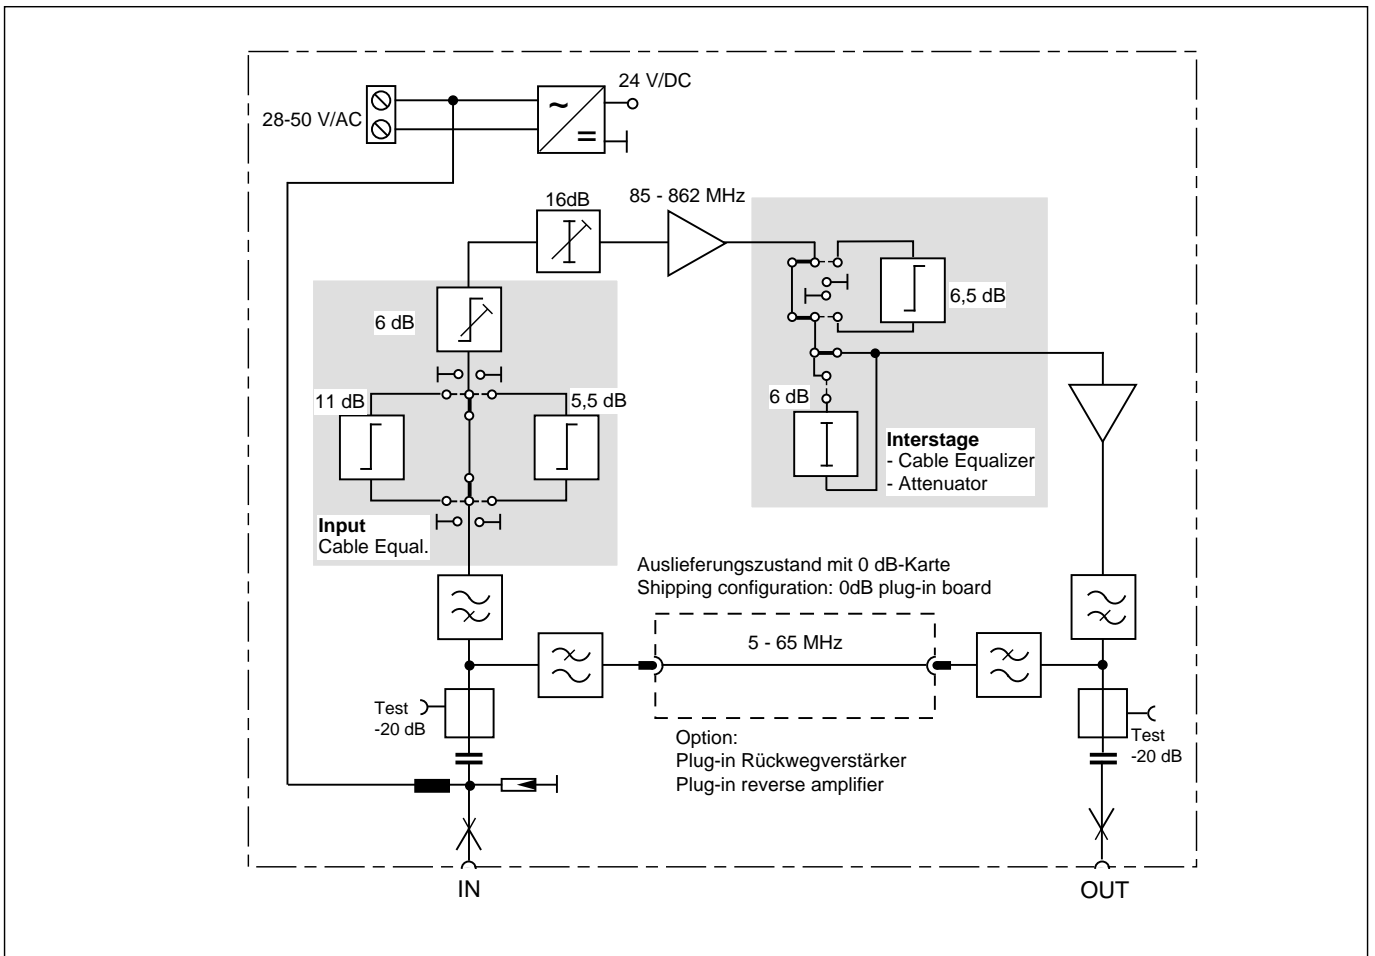 24 V/DC
28-50 V/AC
16dB
85 - 862 MHz
6 dB
6,5 dB
11 dB
5,5 dB
6 dB
Interstage
- Cable Equalizer
- Attenuator
Input
Cable Equal.
Auslieferungszustand mit 0 dB-Karte
Shipping configuration: 0dB plug-in board
5 - 65 MHz
Test
-20 dB
Option:
Plug-in Rückwegverstärker
Plug-in reverse amplifier
Test
-20 dB
IN
OUT